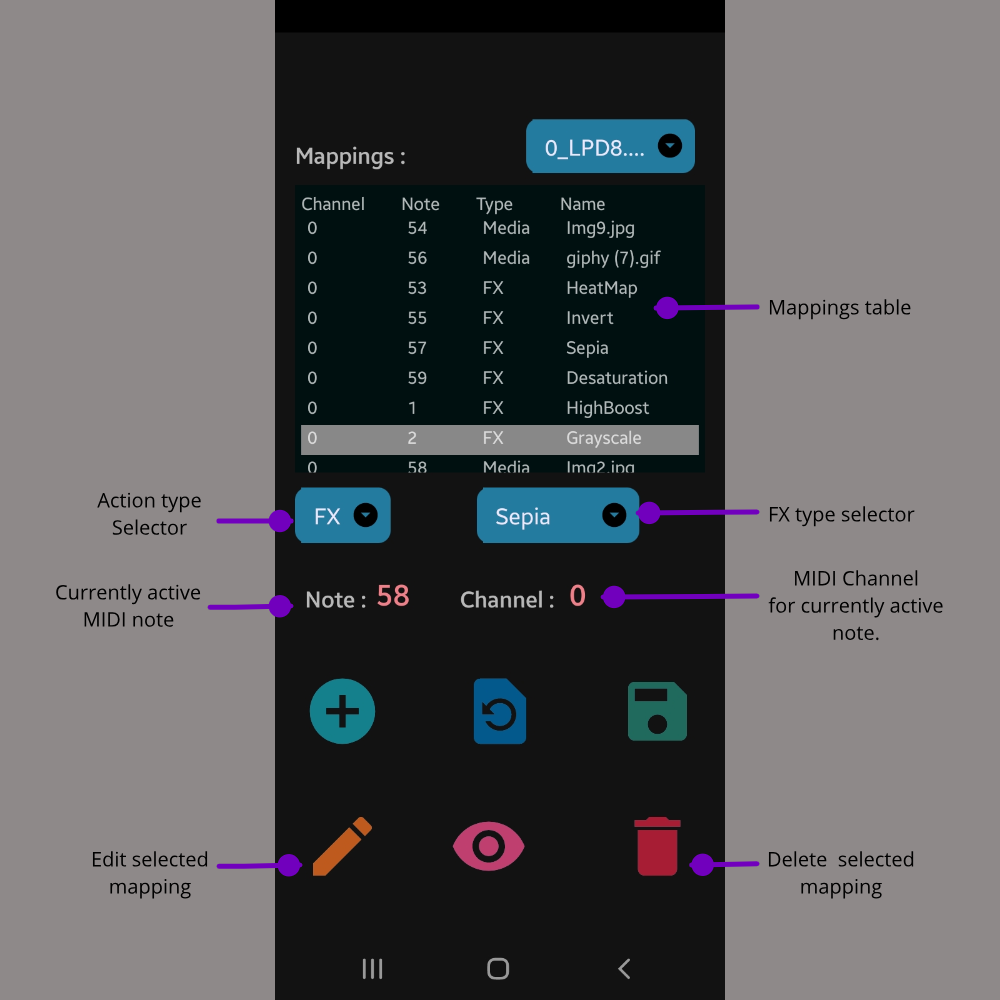 Mappings :
0_LPD8....
Channel Note Type Name
0 54 Media Img9.jpg
0 56 Media giphy (7).gif
0 53 FX HeatMap
0 55 FX Invert
0 57 FX Sepia
0 59 FX Desaturation
0 1 FX HighBoost
0 2 FX Grayscale
0 58 Media Img2.jpg
Mappings table
Action type
Selector
FX
Sepia
FX type selector
Currently active
MIDI note
Note : 58
Channel : 0
MIDI Channel
for currently active
note.
Edit selected
mapping
Delete selected
mapping